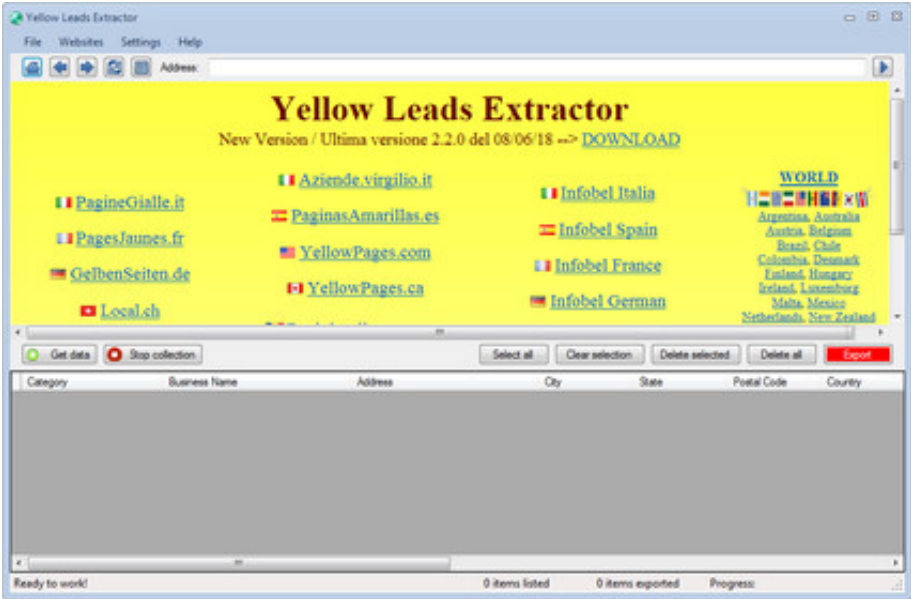 Yellow Leads Extractor
File Websites Settings Help
Address:
Yellow Leads Extractor
New Version / Ultima versione 2.2.0 del 08/06/18 --> DOWNLOAD
PagineGialle.it
PagesJaunes.fr
GelbenSeiten.de
Local.ch
Aziende.virgilio.it
PaginasAmarillas.es
YellowPages.com
YellowPages.ca
Infobel Italia
Infobel Spain
Infobel France
Infobel German
WORLD
Argentina, Australia
Austria, Belgium
Brazil, Chile
Colombia, Denmark
Finland, Hungary
Ireland, Luxemburg
Malta, Mexico
Netherlands, New Zealand
Get data Stop collection Select all Clear selection Delete selected Delete all Export
Category Business Name Address City State Postal Code Country
Ready to work! 0 items listed 0 items exported Progress: